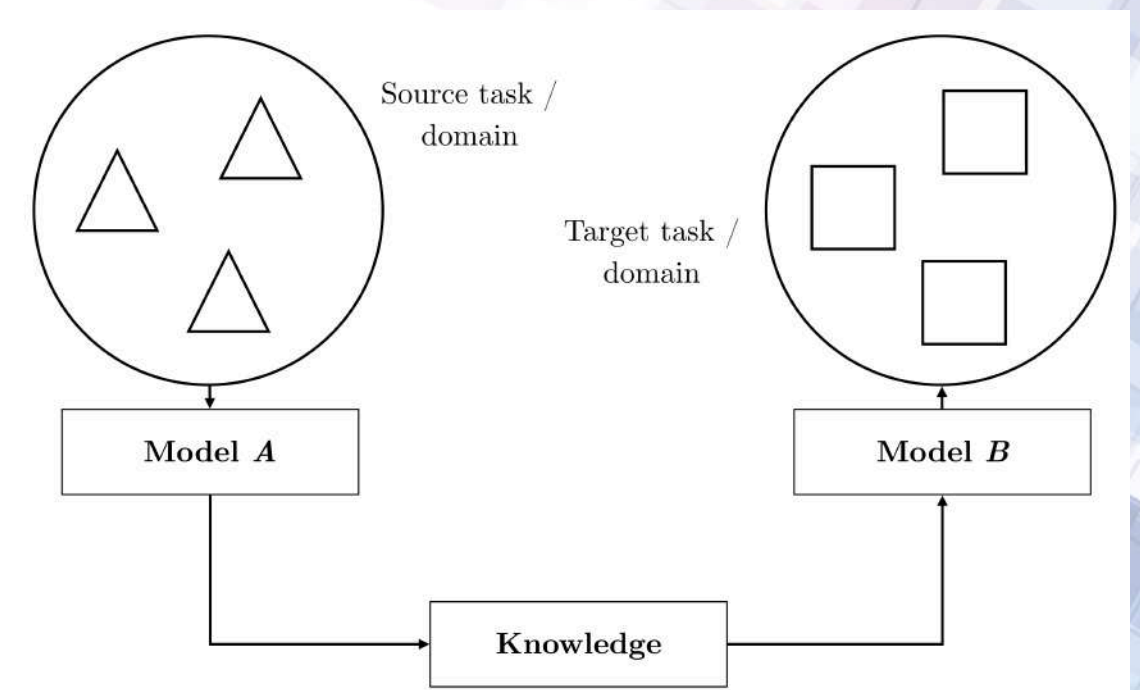 Source task /
domain
Target task /
domain
Model A
Model B
Knowledge